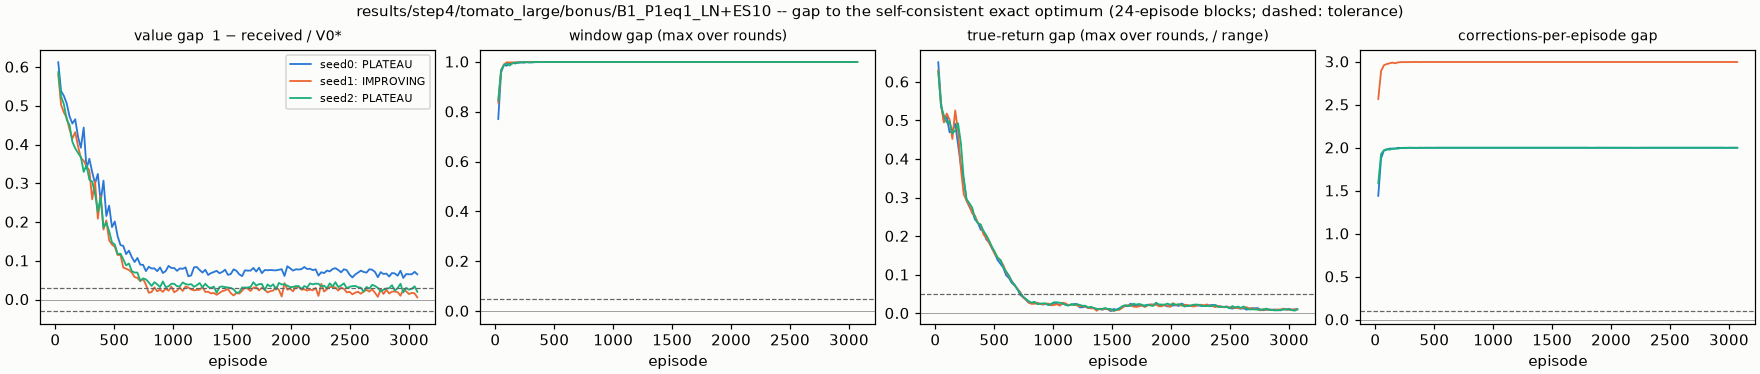 results/step4/tomato_large/bonus/B1_P1eq1_LN+ES10 -- gap to the self-consistent exact optimum (24-episode blocks; dashed: tolerance)
value gap  1 − received / V0*
0.6
0.5
0.4
0.3
0.2
0.1
0.0
seed0: PLATEAU
seed1: IMPROVING
seed2: PLATEAU
0 500 1000 1500 2000 2500 3000
episode
window gap (max over rounds)
1.0
0.8
0.6
0.4
0.2
0.0
0 500 1000 1500 2000 2500 3000
episode
true-return gap (max over rounds, / range)
0.6
0.5
0.4
0.3
0.2
0.1
0.0
0 500 1000 1500 2000 2500 3000
episode
corrections-per-episode gap
3.0
2.5
2.0
1.5
1.0
0.5
0.0
0 500 1000 1500 2000 2500 3000
episode